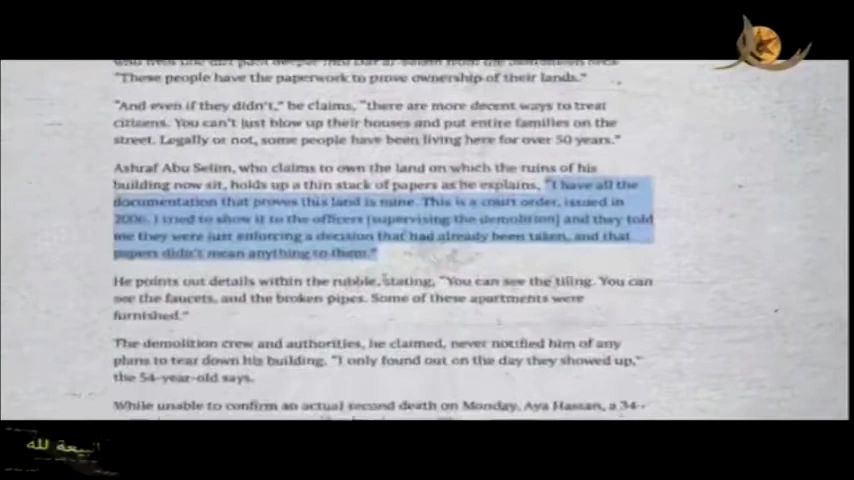 "These people have the paperwork to prove ownership of their lands."
"And even if they didn't," he claims, "there are more decent ways to treat
citizens. You can't just blow up their houses and put entire families on the
street. Legally or not, some people have been living here for over 50 years."
Ashraf Abu Selim, who claims to own the land on which the ruins of his
building now sit, holds up a thin stack of papers as he explains, "I have all the
documentation that proves this land is mine. This is a court order, issued in
2006. I tried to show it to the officers [supervising the demolition] and they told
me they were just enforcing a decision that had already been taken, and that
papers didn't mean anything to them."
He points out details within the rubble, stating, "You can see the tiling. You can
see the faucets, and the broken pipes. Some of these apartments were
furnished."
The demolition crew and authorities, he claimed, never notified him of any
plans to tear down his building. "I only found out on the day they showed up,"
the 54-year-old says.
While unable to confirm an actual second death on Monday, Aya Hassan, a 34-
البيعة لله